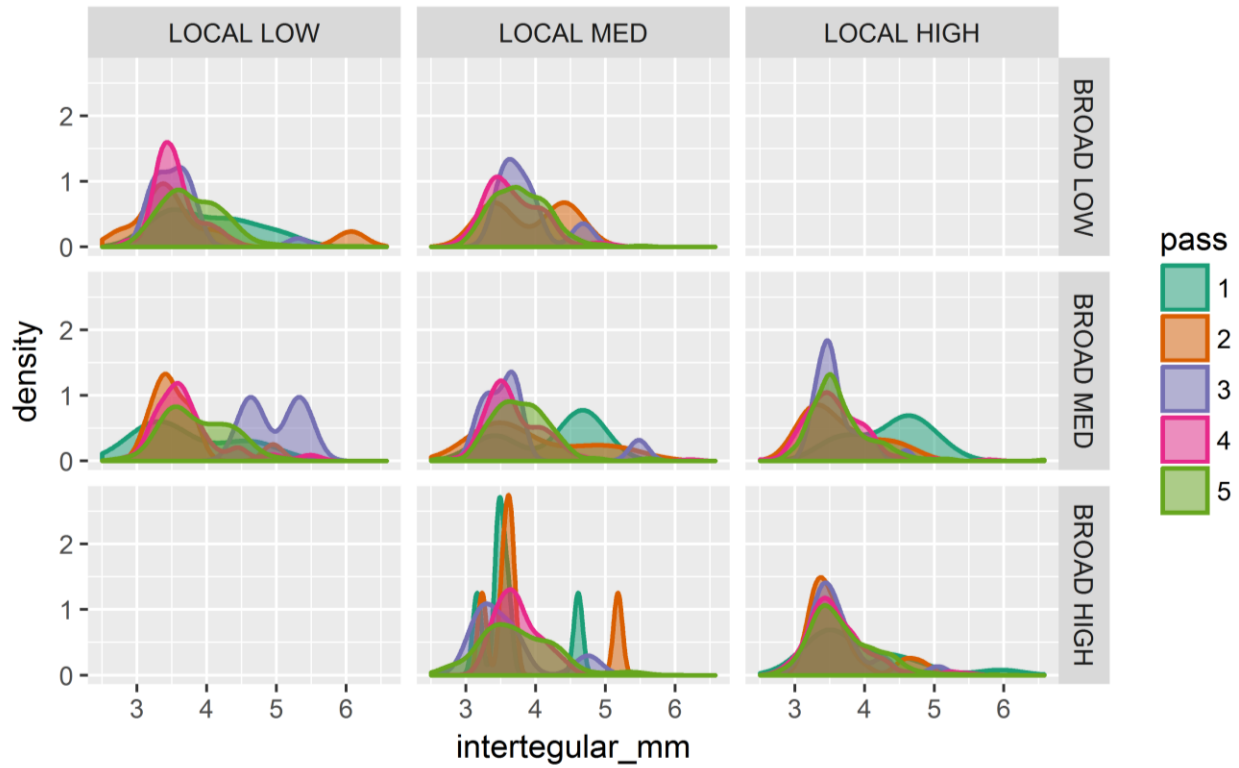 LOCAL LOW
LOCAL MED
LOCAL HIGH
BROAD LOW
BROAD MED
BROAD HIGH
density
2
1
0
2
1
0
2
1
0
3 4 5 6
3 4 5 6
3 4 5 6
intertegular_mm
pass
1
2
3
4
5